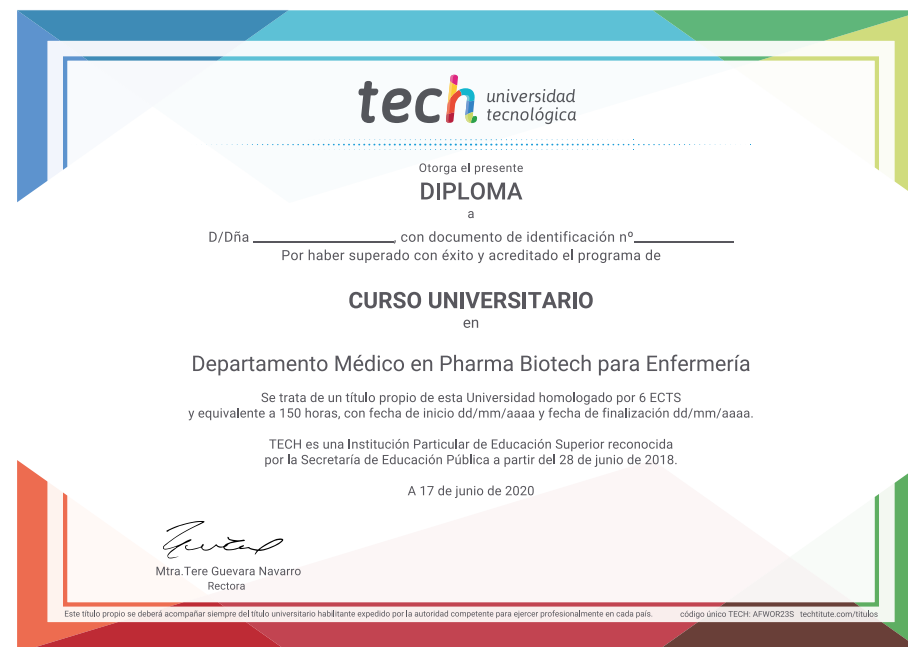 tech universidad
tecnológica
Otorga el presente
DIPLOMA
a
D/Dña ____________________, con documento de identificación nº______________
Por haber superado con éxito y acreditado el programa de
CURSO UNIVERSITARIO
en
Departamento Médico en Pharma Biotech para Enfermería
Se trata de un título propio de esta Universidad homologado por 6 ECTS
y equivalente a 150 horas, con fecha de inicio dd/mm/aaaa y fecha de finalización dd/mm/aaaa.
TECH es una Institución Particular de Educación Superior reconocida
por la Secretaría de Educación Pública a partir del 28 de junio de 2018.
A 17 de junio de 2020
Mtra.Tere Guevara Navarro
Rectora
Este título propio se deberá acompañar siempre del título universitario habilitante expedido por la autoridad competente para ejercer profesionalmente en cada país. código único TECH: AFWOR23S techtitute.com/titulos